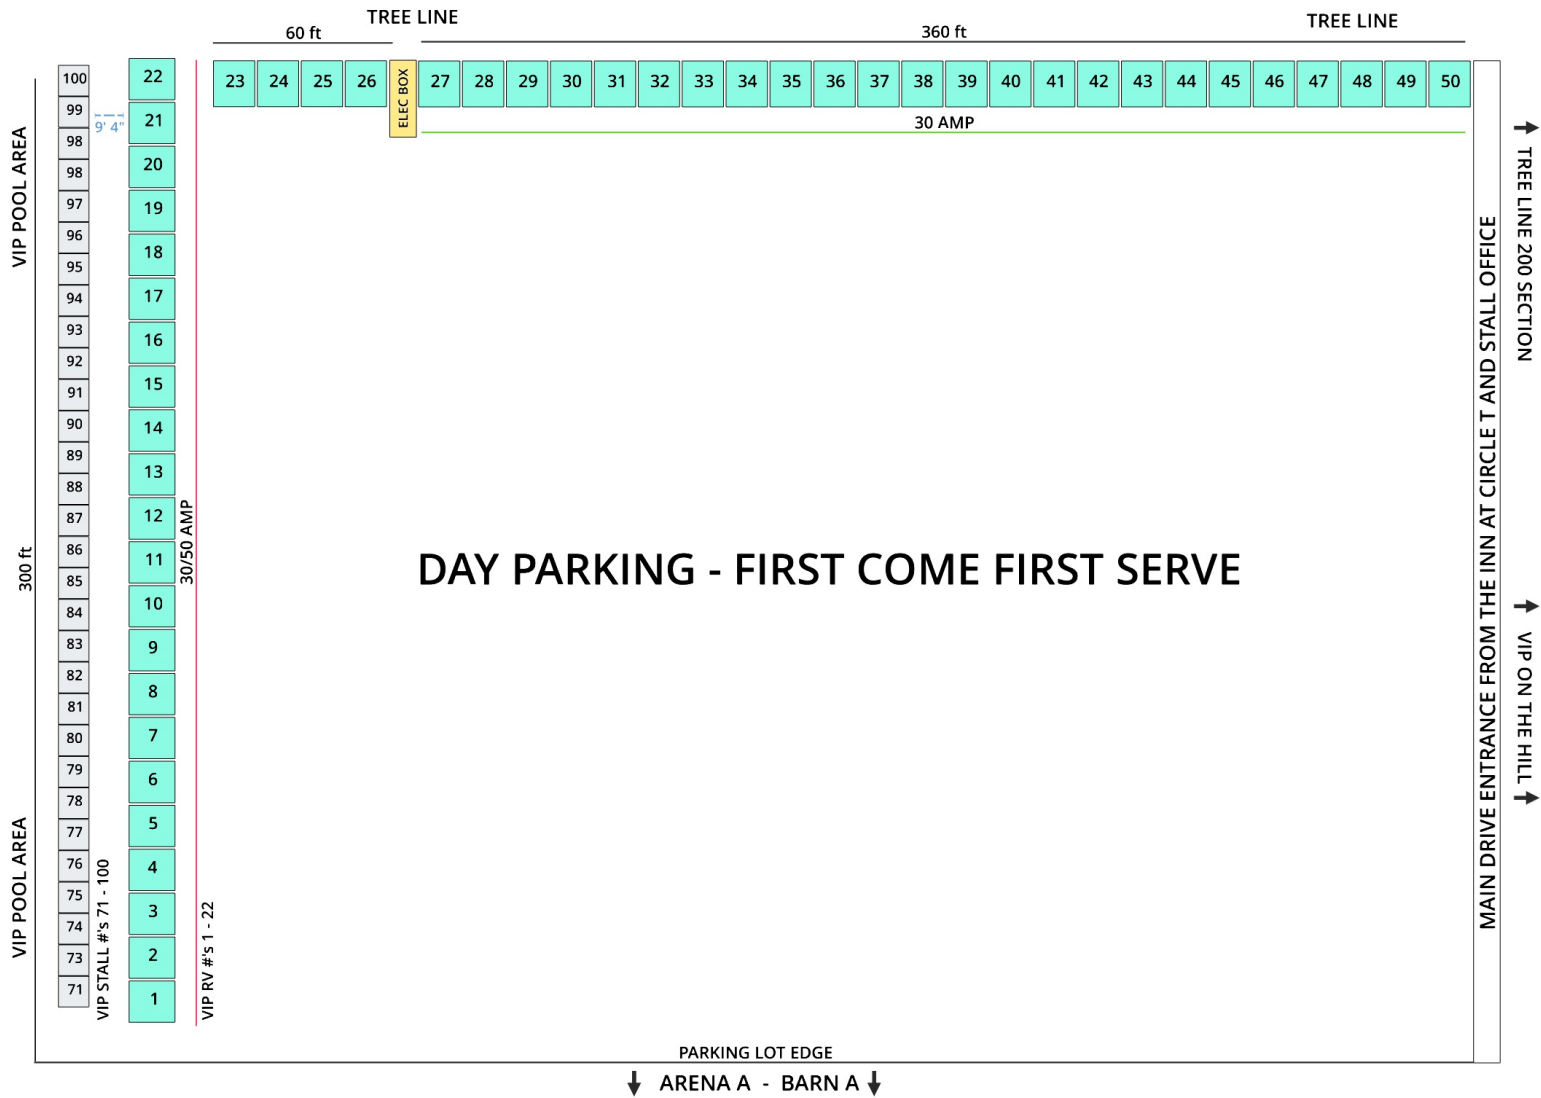 TREE LINE
TREE LINE
60 ft
360 ft
23 24 25 26
ELEC BOX
27 28 29 30 31 32 33 34 35 36 37 38 39 40 41 42 43 44 45 46 47 48 49 50
30 AMP
VIP POOL AREA
300 ft
VIP POOL AREA
100
99
98
98
97
96
95
94
93
92
91
90
89
88
87
86
85
84
83
82
81
80
79
78
77
76
75
74
73
71
9' 4"
VIP STALL #'s 71 - 100
22
21
20
19
18
17
16
15
14
13
12
11
10
9
8
7
6
5
4
3
2
1
30/50 AMP
VIP RV #'s 1 - 22
DAY PARKING - FIRST COME FIRST SERVE
MAIN DRIVE ENTRANCE FROM THE INN AT CIRCLE T AND STALL OFFICE
TREE LINE 200 SECTION
VIP ON THE HILL
PARKING LOT EDGE
ARENA A - BARN A